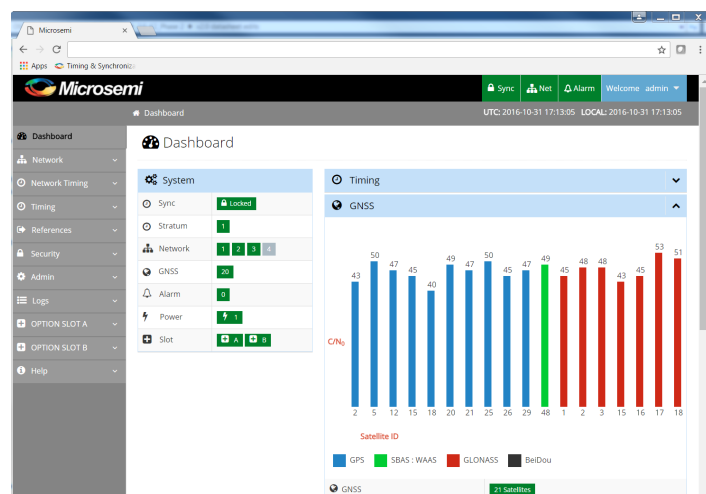 Microsemi
Apps Timing & Synchroni
Microsemi
Sync Net Alarm Welcome admin
Dashboard
UTC: 2016-10-31 17:13:05 LOCAL: 2016-10-31 17:13:05
Dashboard
Network
Network Timing
Timing
References
Security
Admin
Logs
OPTION SLOT A
OPTION SLOT B
Help
Dashboard
System
Sync Locked
Stratum 1
Network 1 2 3 4
GNSS 20
Alarm 0
Power 1
Slot A B
Timing
GNSS
43 50 47 45 40 49 47 50 45 47 49 45 48 48 43 45 53 51
C/N0
2 5 12 15 18 20 21 25 26 29 48 1 2 3 15 16 17 18
Satellite ID
GPS SBAS : WAAS GLONASS BeiDou
GNSS 21 Satellites